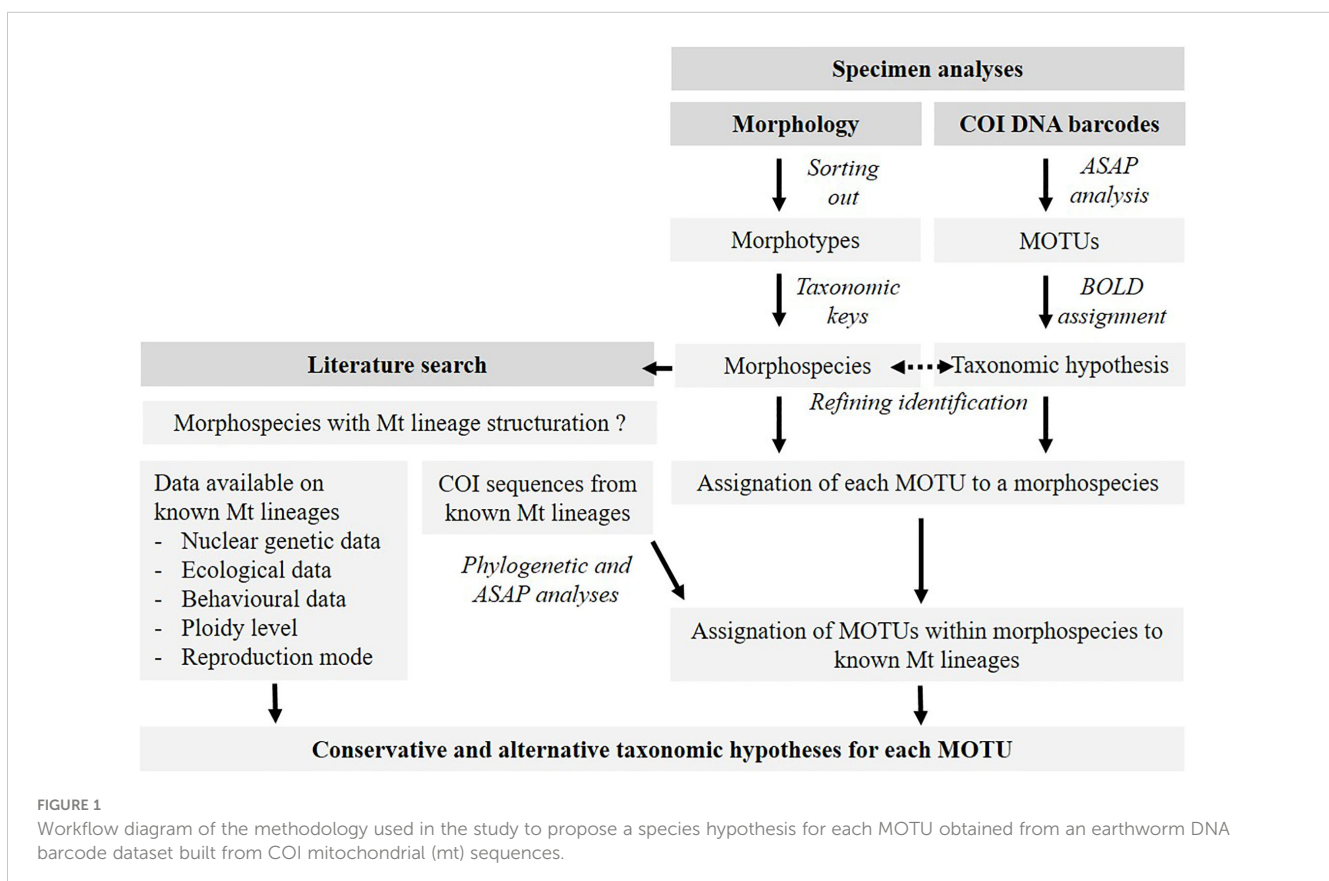 Specimen analyses
Morphology
COI DNA barcodes
Sorting
out
ASAP
analysis
Morphotypes
MOTUs
Taxonomic
keys
BOLD
assignment
Literature search
Morphospecies
Taxonomic hypothesis
Refining identification
Morphospecies with Mt lineage structuration ?
Data available on
known Mt lineages
- Nuclear genetic data
- Ecological data
- Behavioural data
- Ploidy level
- Reproduction mode
COI sequences from
known Mt lineages
Assignation of each MOTU to a morphospecies
Phylogenetic and
ASAP analyses
Assignation of MOTUs within morphospecies to
known Mt lineages
Conservative and alternative taxonomic hypotheses for each MOTU
FIGURE 1
Workflow diagram of the methodology used in the study to propose a species hypothesis for each MOTU obtained from an earthworm DNA
barcode dataset built from COI mitochondrial (mt) sequences.